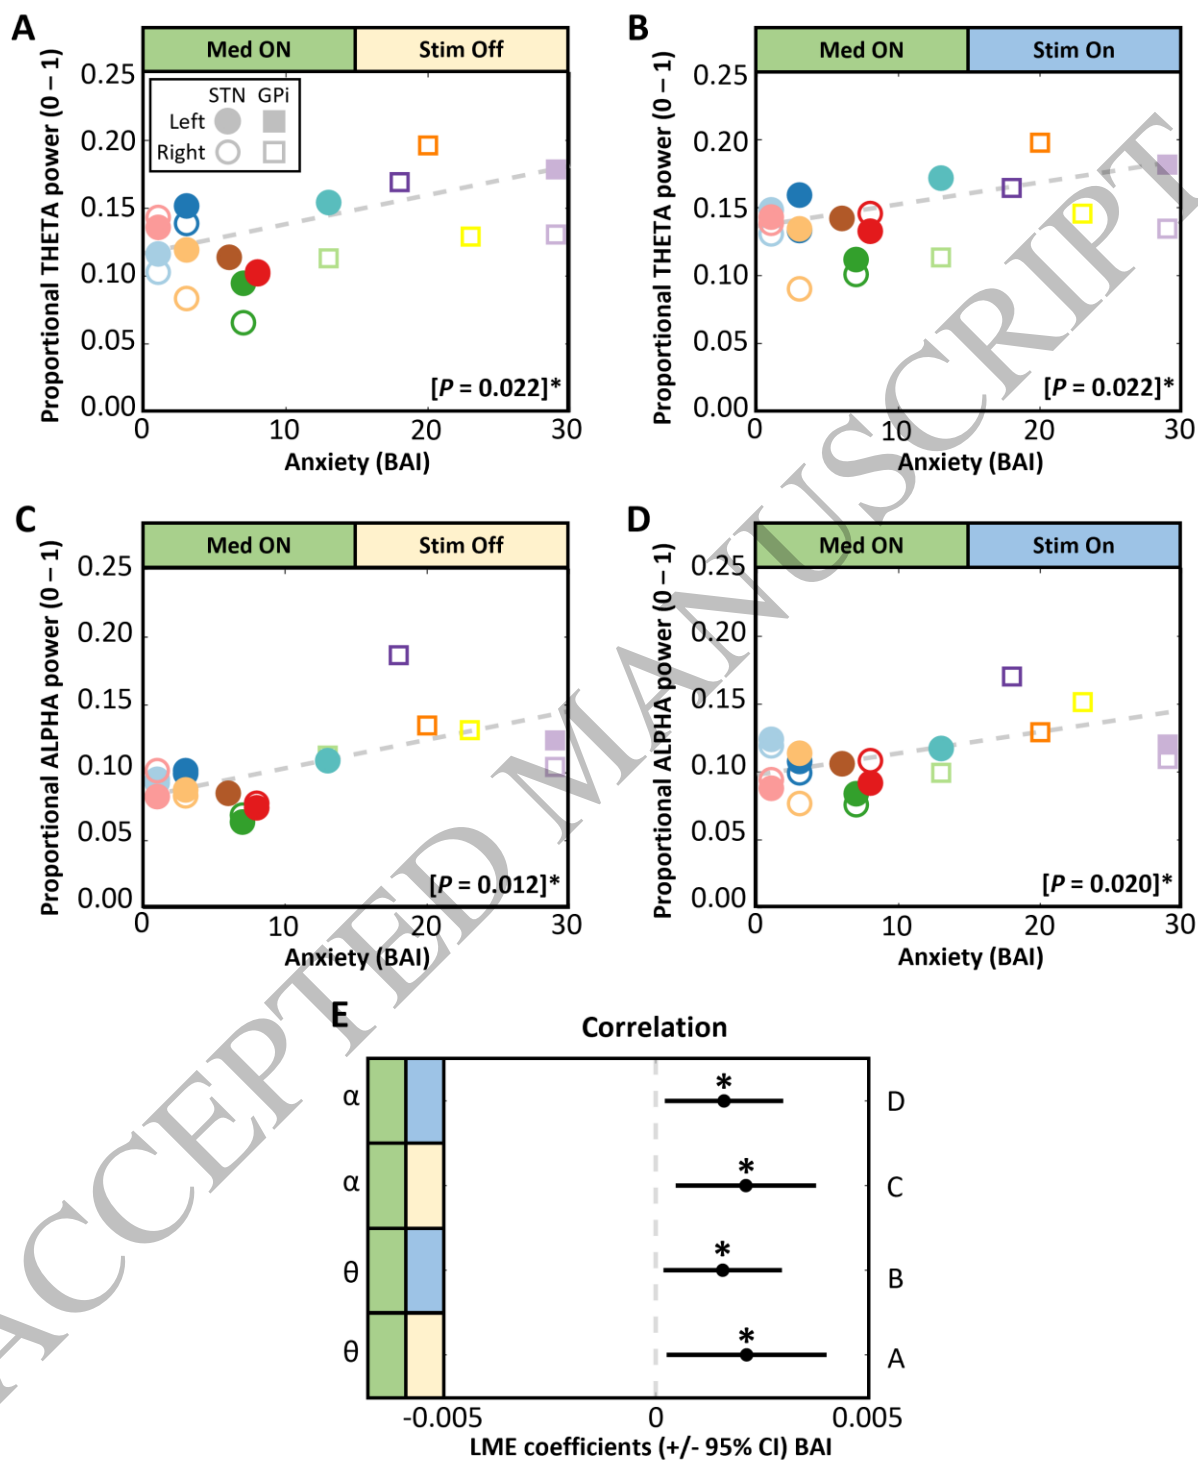 A
Med ON Stim Off
Proportional THETA power (0 – 1)
0.25
0.20
0.15
0.10
0.05
0.00
STN GPi
Left
Right
[P = 0.022]*
0 10 20 30
Anxiety (BAI)
B
Med ON Stim On
Proportional THETA power (0 – 1)
0.25
0.20
0.15
0.10
0.05
0.00
[P = 0.022]*
0 10 20 30
Anxiety (BAI)
C
Med ON Stim Off
Proportional ALPHA power (0 – 1)
0.25
0.20
0.15
0.10
0.05
0.00
[P = 0.012]*
0 10 20 30
Anxiety (BAI)
D
Med ON Stim On
Proportional ALPHA power (0 – 1)
0.25
0.20
0.15
0.10
0.05
0.00
[P = 0.020]*
0 10 20 30
Anxiety (BAI)
E
Correlation
α * D
α * C
θ * B
θ * A
-0.005 0 0.005
LME coefficients (+/- 95% CI) BAI
ACCEPTED MANUSCRIPT